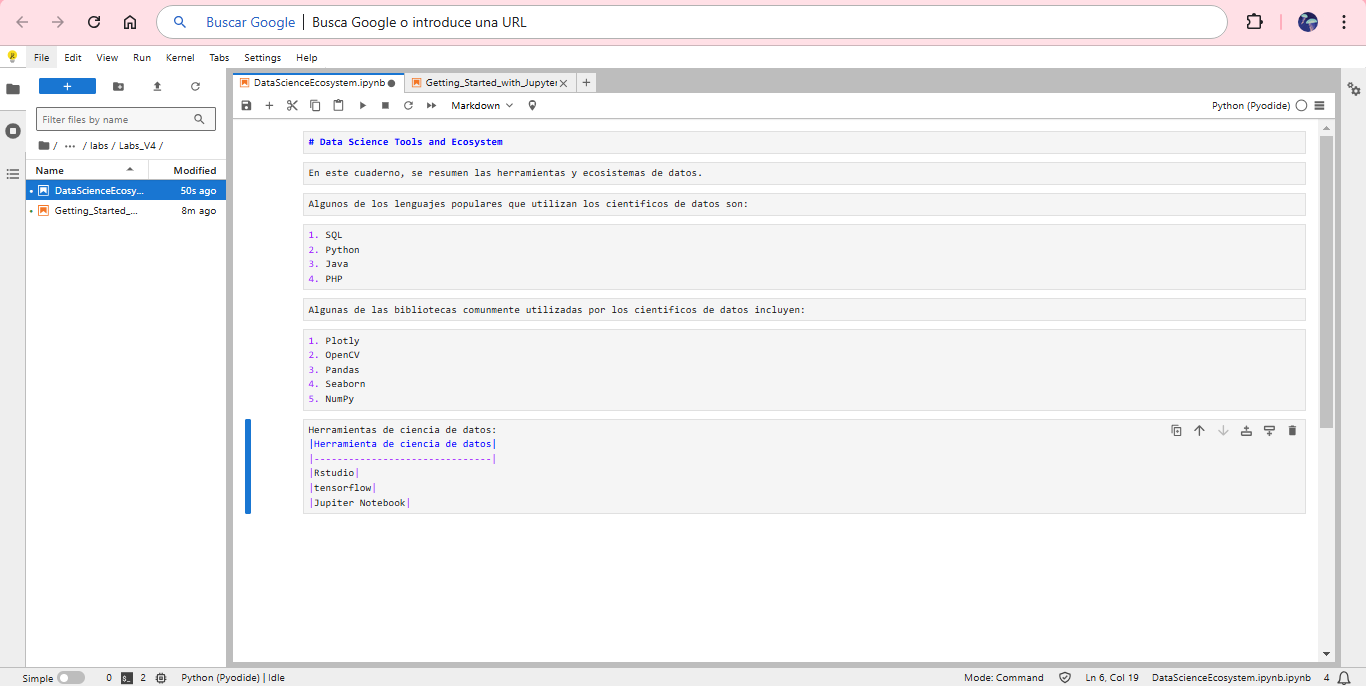 Buscar Google | Busca Google o introduce una URL
File Edit View Run Kernel Tabs Settings Help
+
Filter files by name
/ ··· / labs / Labs_V4 /
Name Modified
DataScienceEcosy... 50s ago
Getting_Started_... 8m ago
DataScienceEcosystem.ipynb
Getting_Started_with_Jupyter
+
Markdown
Python (Pyodide)
# Data Science Tools and Ecosystem
En este cuaderno, se resumen las herramientas y ecosistemas de datos.
Algunos de los lenguajes populares que utilizan los cientificos de datos son:
1. SQL
2. Python
3. Java
4. PHP
Algunas de las bibliotecas comunmente utilizadas por los cientificos de datos incluyen:
1. Plotly
2. OpenCV
3. Pandas
4. Seaborn
5. NumPy
Herramientas de ciencia de datos:
|Herramienta de ciencia de datos|
|-------------------------------|
|Rstudio|
|tensorflow|
|Jupiter Notebook|
Simple 0 2 Python (Pyodide) | Idle
Mode: Command Ln 6, Col 19 DataScienceEcosystem.ipynb.ipynb 4